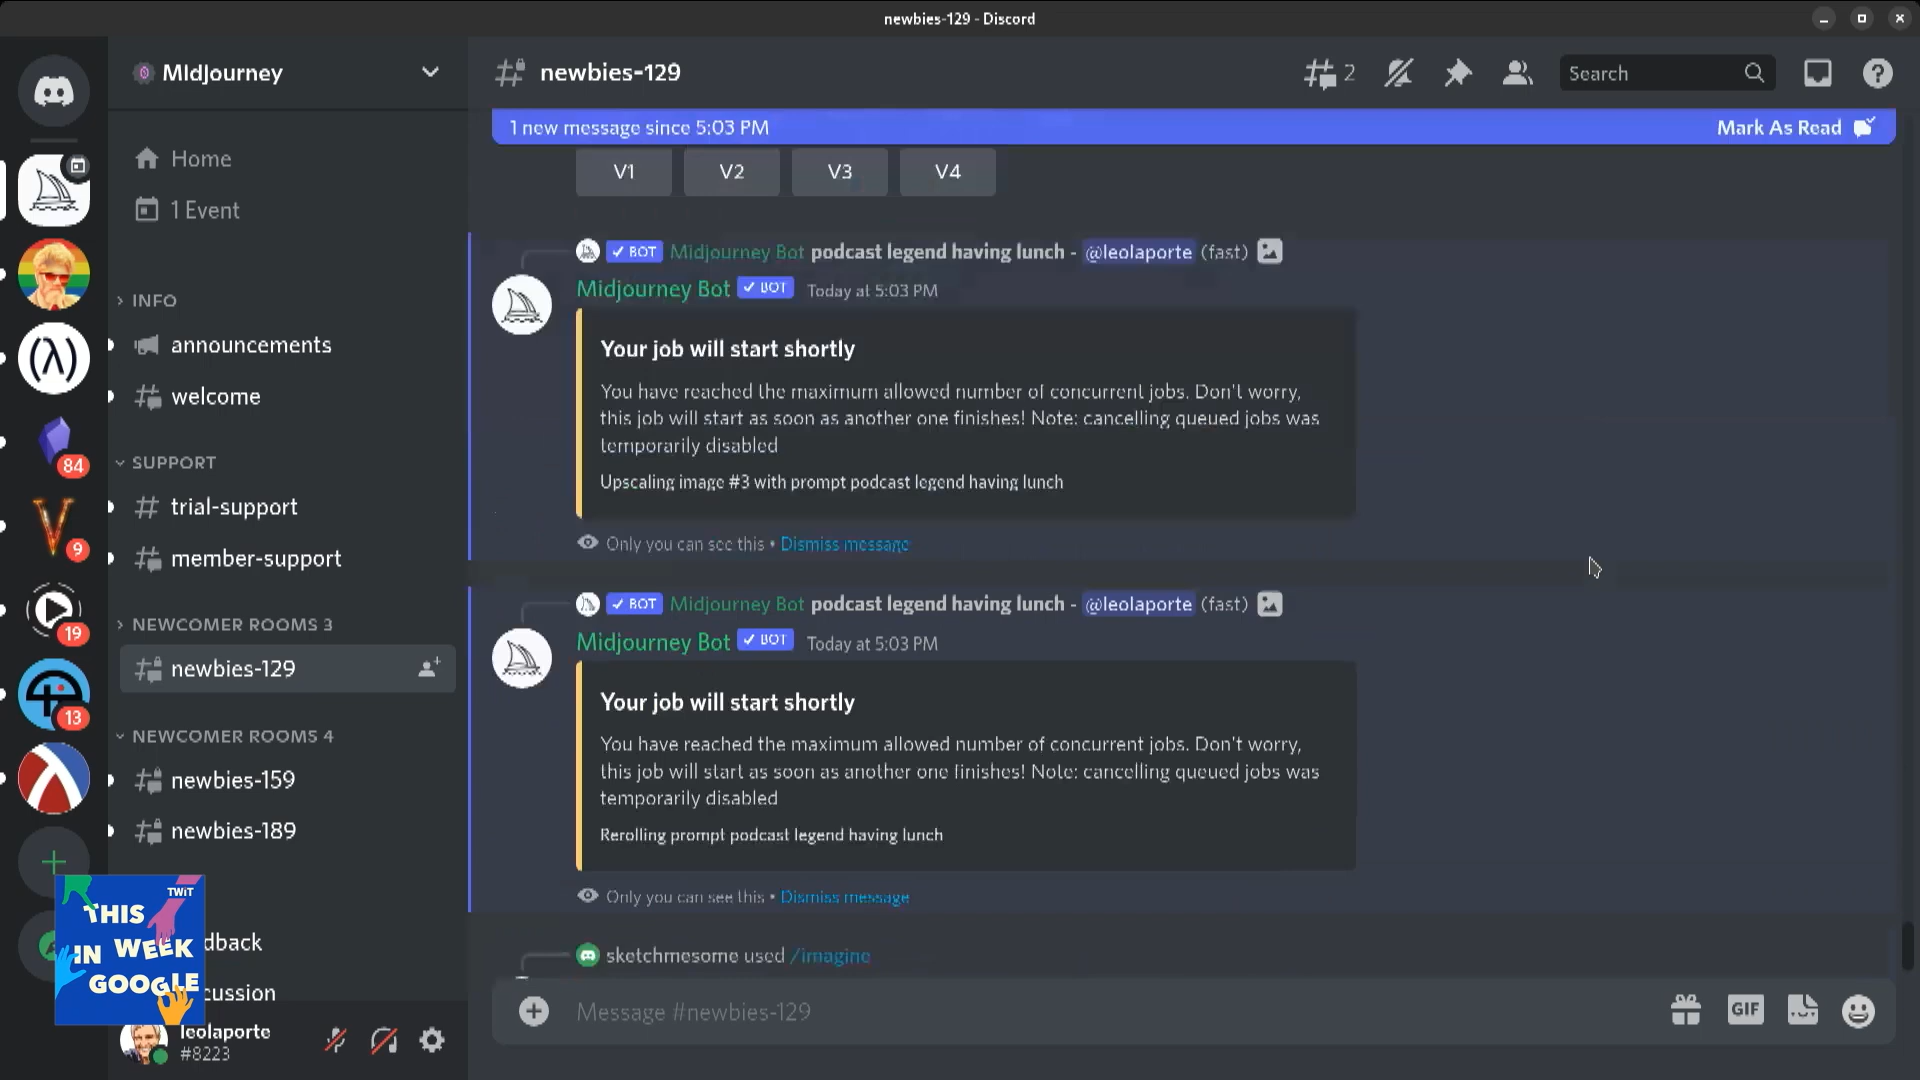 newbies-129 - Discord
MIdJourney
newbies-129
2
Search
1 new message since 5:03 PM
Mark As Read
Home
1 Event
V1 V2 V3 V4
INFO
announcements
welcome
SUPPORT
trial-support
member-support
NEWCOMER ROOMS 3
newbies-129
NEWCOMER ROOMS 4
newbies-159
newbies-189
dback
cussion
84
9
19
13
BOT Midjourney Bot podcast legend having lunch - @leolaporte (fast)
Midjourney Bot BOT Today at 5:03 PM
Your job will start shortly
You have reached the maximum allowed number of concurrent jobs. Don't worry,
this job will start as soon as another one finishes! Note: cancelling queued jobs was
temporarily disabled
Upscaling image #3 with prompt podcast legend having lunch
Only you can see this • Dismiss message
BOT Midjourney Bot podcast legend having lunch - @leolaporte (fast)
Midjourney Bot BOT Today at 5:03 PM
Your job will start shortly
You have reached the maximum allowed number of concurrent jobs. Don't worry,
this job will start as soon as another one finishes! Note: cancelling queued jobs was
temporarily disabled
Rerolling prompt podcast legend having lunch
Only you can see this • Dismiss message
sketchmesome used /imagine
Message #newbies-129
GIF
TWiT
THIS
IN WEEK
GOOGLE
leolaporte
#8223